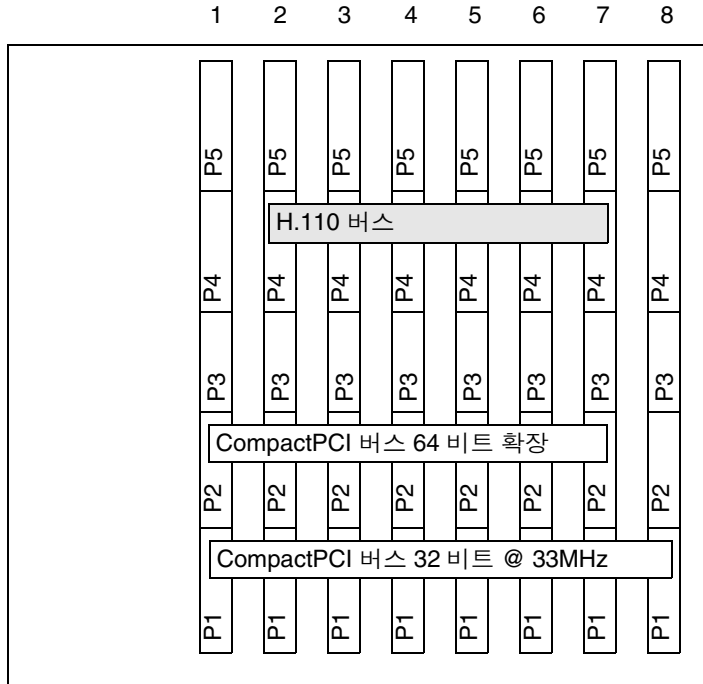 1 2 3 4 5 6 7 8
P5 P5 P5 P5 P5 P5 P5 P5
H.110 버스
P4 P4 P4 P4 P4 P4 P4 P4
P3 P3 P3 P3 P3 P3 P3 P3
CompactPCI 버스 64 비트 확장
P2 P2 P2 P2 P2 P2 P2 P2
CompactPCI 버스 32 비트 @ 33MHz
P1 P1 P1 P1 P1 P1 P1 P1